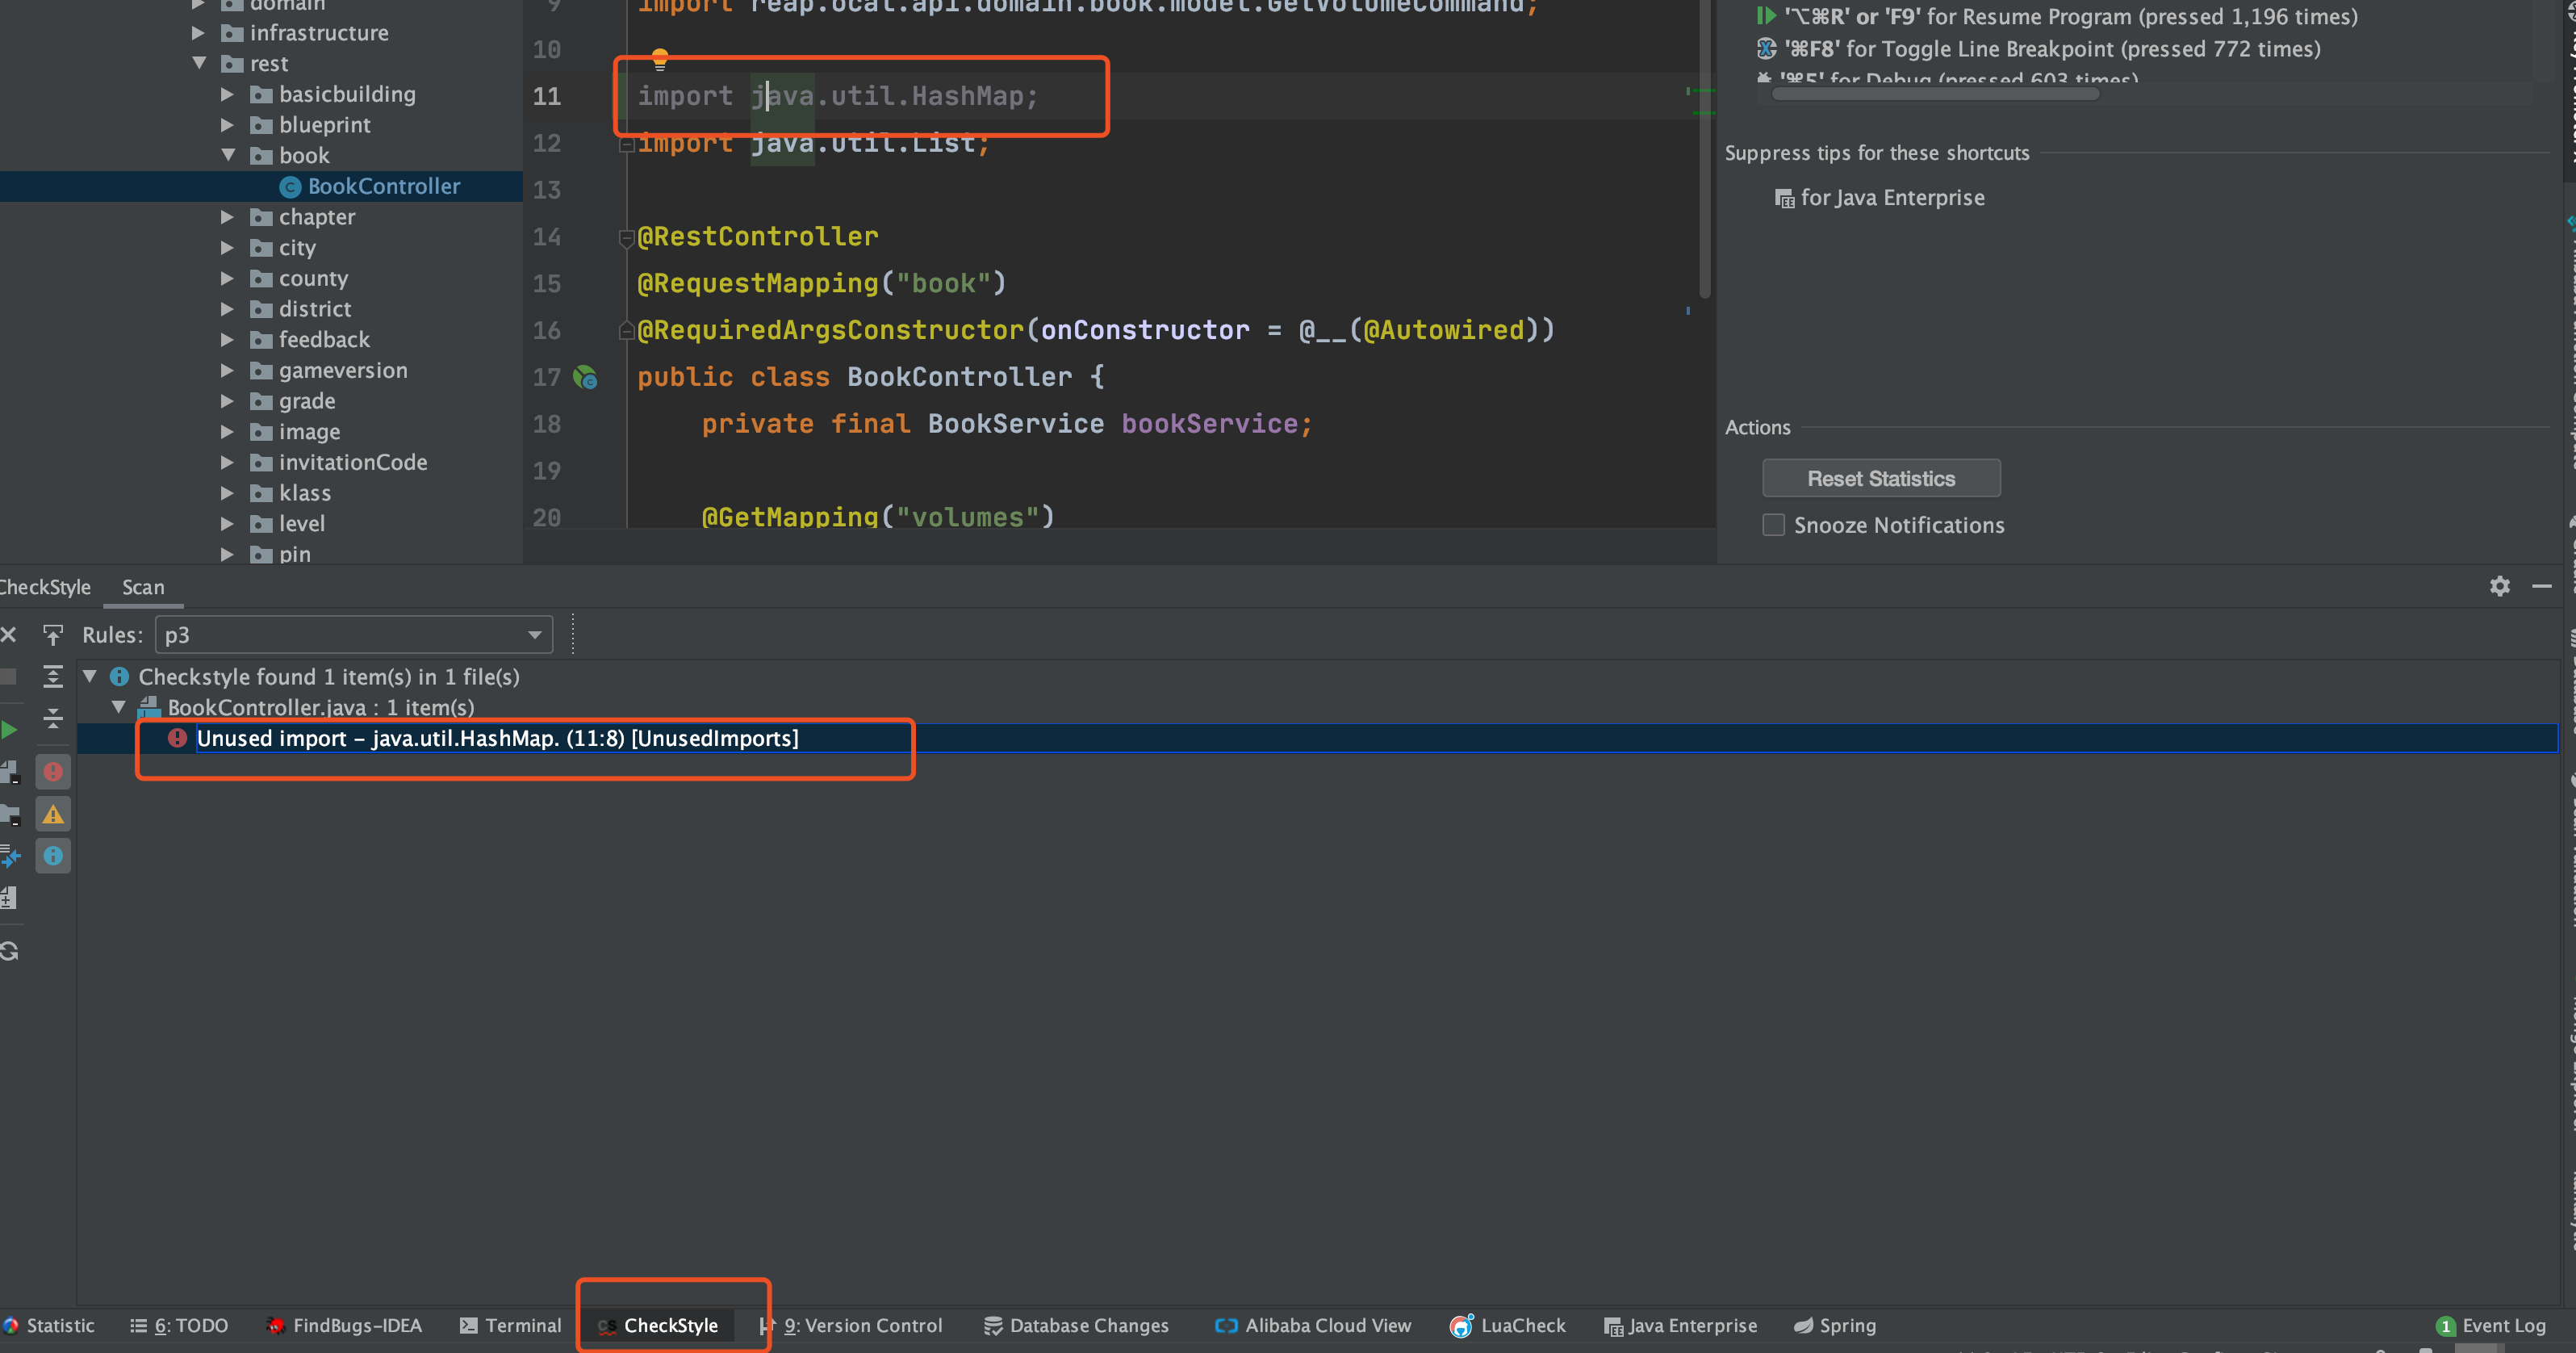 domain
infrastructure
rest
basicbuilding
blueprint
book
BookController
chapter
city
county
district
feedback
gameversion
grade
image
invitationCode
klass
level
pin
9 import reap.ocat.api.domain.book.model.GetVolumeCommand;
10
11 import java.util.HashMap;
12 import java.util.List;
13
14 @RestController
15 @RequestMapping("book")
16 @RequiredArgsConstructor(onConstructor = @__(@Autowired))
17 public class BookController {
18 private final BookService bookService;
19
20 @GetMapping("volumes")
'⌥⌘R' or 'F9' for Resume Program (pressed 1,196 times)
'⌘F8' for Toggle Line Breakpoint (pressed 772 times)
'⌘5' for Debug (pressed 603 times)
Suppress tips for these shortcuts
for Java Enterprise
Actions
Reset Statistics
Snooze Notifications
CheckStyle Scan
Rules: p3
Checkstyle found 1 item(s) in 1 file(s)
BookController.java : 1 item(s)
Unused import - java.util.HashMap. (11:8) [UnusedImports]
Statistic 6: TODO FindBugs-IDEA Terminal CS CheckStyle 9: Version Control Database Changes Alibaba Cloud View LuaCheck Java Enterprise Spring 1 Event Log